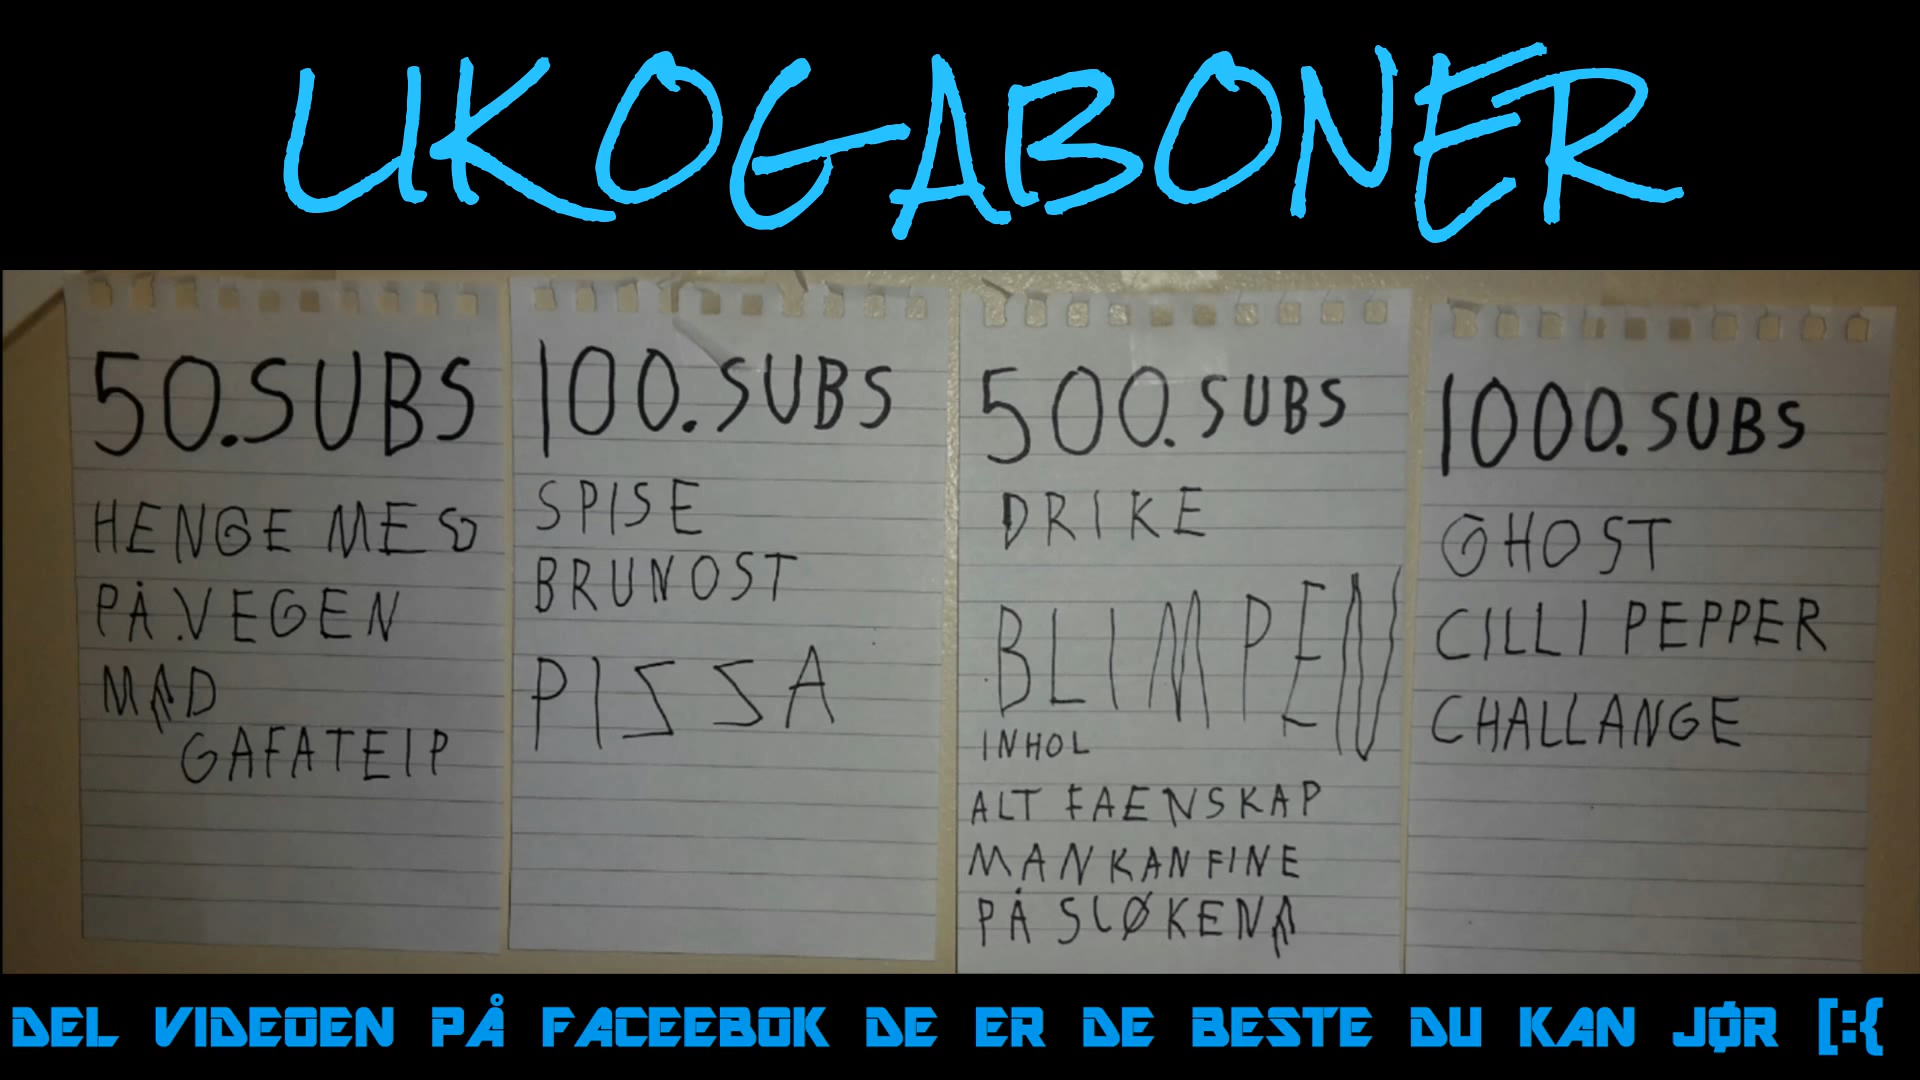 LIKOGABONER
50.SUBS
HENGE MED
PÅ.VEGEN
MAD
GAFATEIP
100.SUBS
SPISE
BRUNOST
PISSA
500.SUBS
DRIKE
BLIMPEN
INHOL
ALT FAENSKAP
MAN KAN FINE
PÅ SLØKENA
1000.SUBS
GHOST
CILLI PEPPER
CHALLANGE
DEL VIDEOEN PÅ FACEEBOK DE ER DE BESTE DU KAN JØR [:{